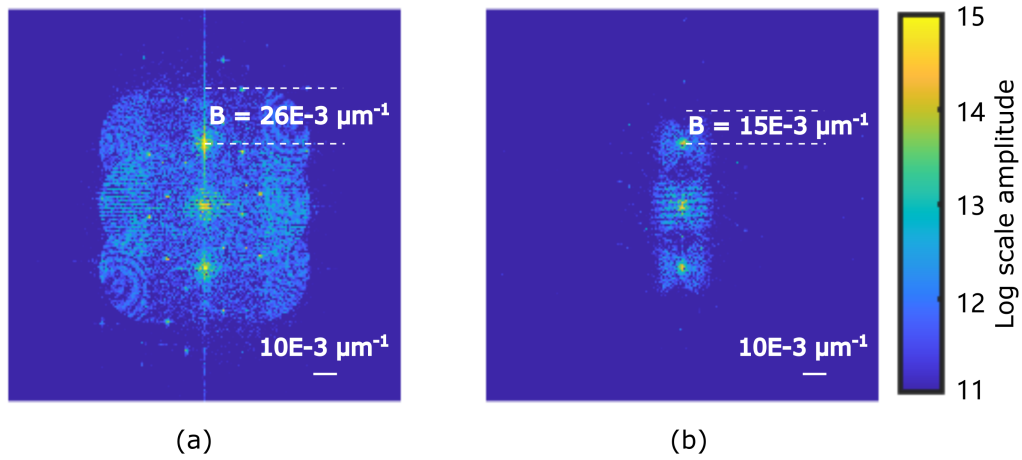 B = 26E-3 µm⁻¹
10E-3 µm⁻¹
(a)
B = 15E-3 µm⁻¹
10E-3 µm⁻¹
(b)
15
14
13
12
11
Log scale amplitude